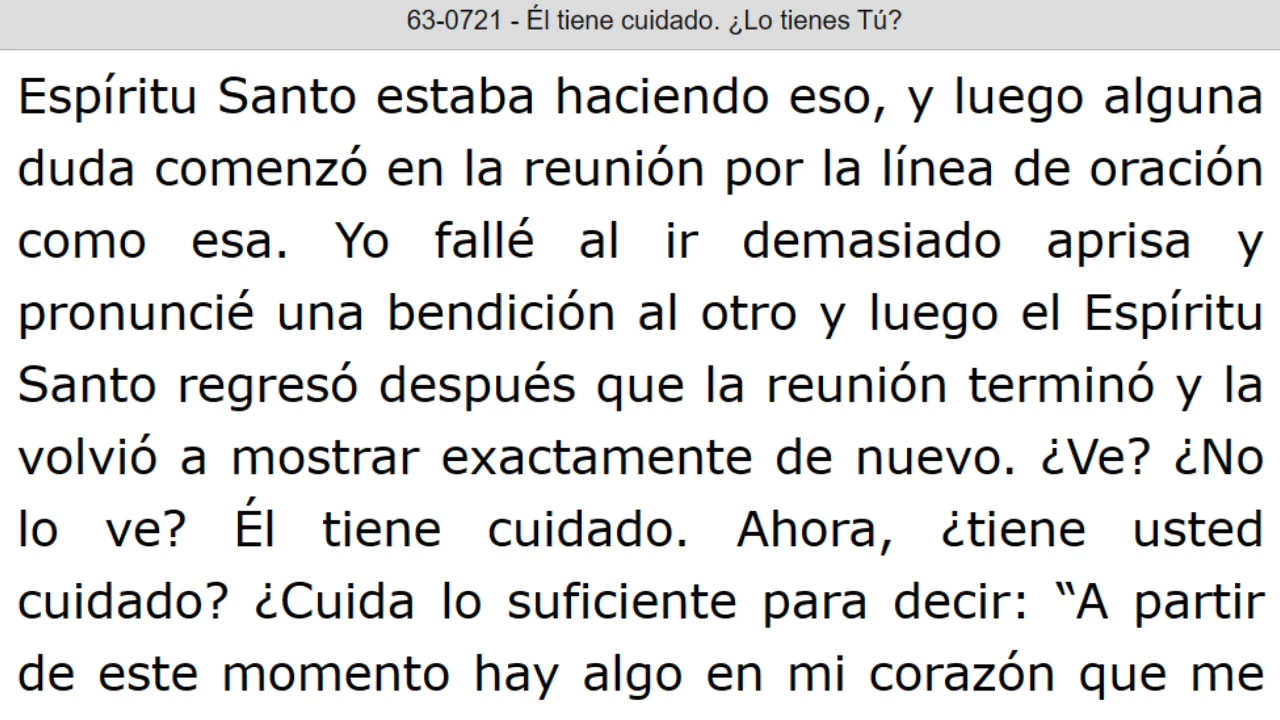 63-0721 - Él tiene cuidado. ¿Lo tienes Tú?
Espíritu Santo estaba haciendo eso, y luego alguna
duda comenzó en la reunión por la línea de oración
como esa. Yo fallé al ir demasiado aprisa y
pronuncié una bendición al otro y luego el Espíritu
Santo regresó después que la reunión terminó y la
volvió a mostrar exactamente de nuevo. ¿Ve? ¿No
lo ve? Él tiene cuidado. Ahora, ¿tiene usted
cuidado? ¿Cuida lo suficiente para decir: “A partir
de este momento hay algo en mi corazón que me